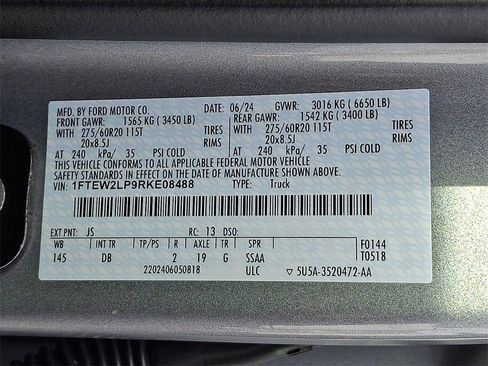 MFD. BY FORD MOTOR CO. DATE: 06/24 GVWR: 3016 KG ( 6650 LB)
FRONT GAWR: 1565 KG ( 3450 LB) REAR GAWR: 1542 KG ( 3400 LB)
WITH 275/60R20 115T TIRES WITH 275/60R20 115T TIRES
20x8.5J RIMS 20x8.5J RIMS
AT 240 kPa/ 35 PSI COLD AT 240 kPa/ 35 PSI COLD
THIS VEHICLE CONFORMS TO ALL APPLICABLE FEDERAL MOTOR VEHICLE
SAFETY STANDARDS IN EFFECT ON THE DATE OF MANUFACTURE SHOWN ABOVE.
VIN: 1FTEW2LP9RKE08488 TYPE: Truck
EXT PNT: JS RC: 13 DSO:
WB INT TR TP/PS R AXLE TR SPR F0144
145 DB 2 19 G SSAA T0518
2202406050818 ULC 5U5A-3520472-AA